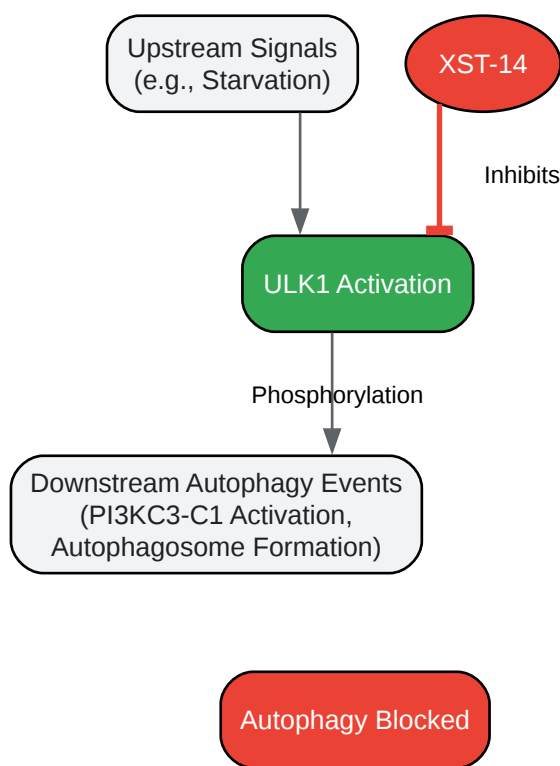 Upstream Signals
(e.g., Starvation)
XST-14
Inhibits
ULK1 Activation
Phosphorylation
Downstream Autophagy Events
(PI3KC3-C1 Activation,
Autophagosome Formation)
Autophagy Blocked